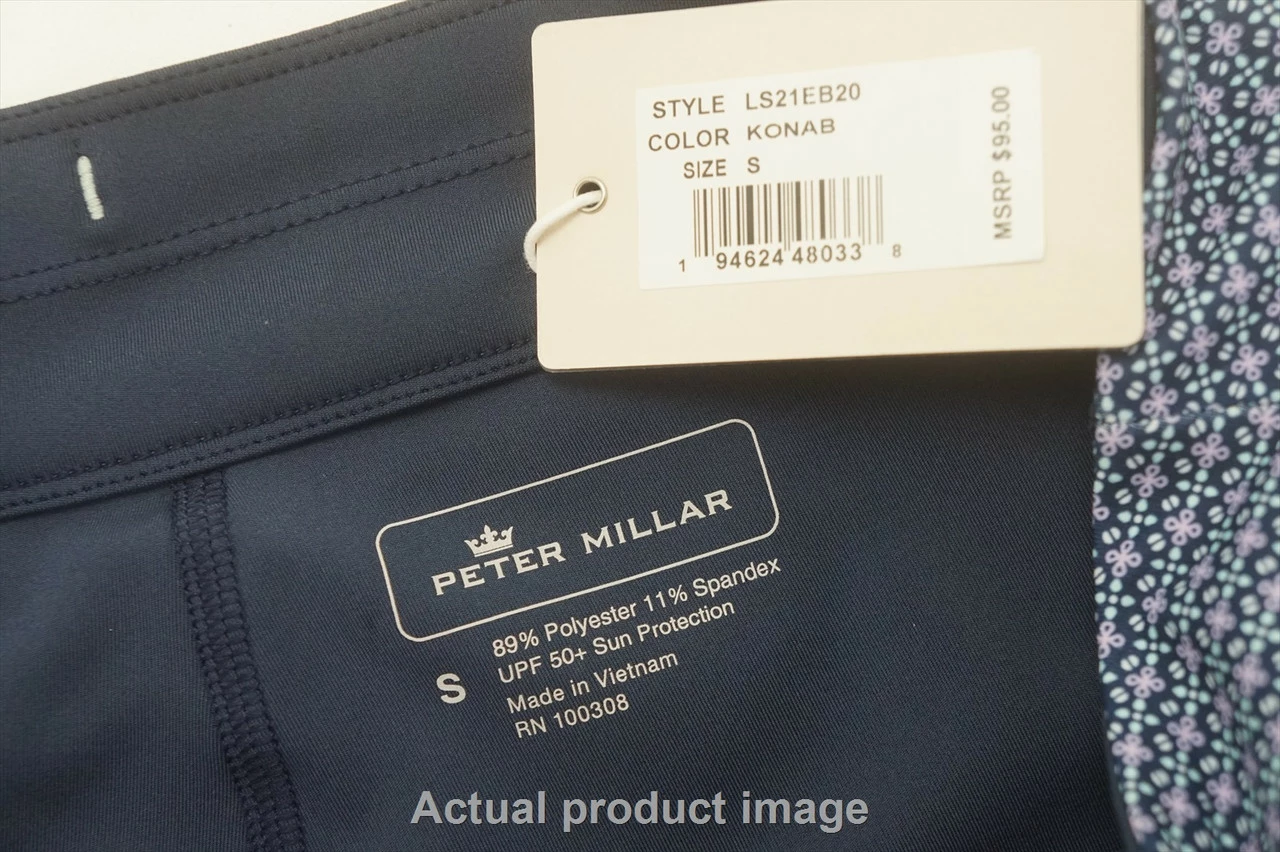 STYLE LS21EB20
COLOR KONAB
SIZE S
MSRP $95.00
1 94624 48033 8
PETER MILLAR
89% Polyester 11% Spandex
UPF 50+ Sun Protection
S
Made in Vietnam
RN 100308
Actual product image